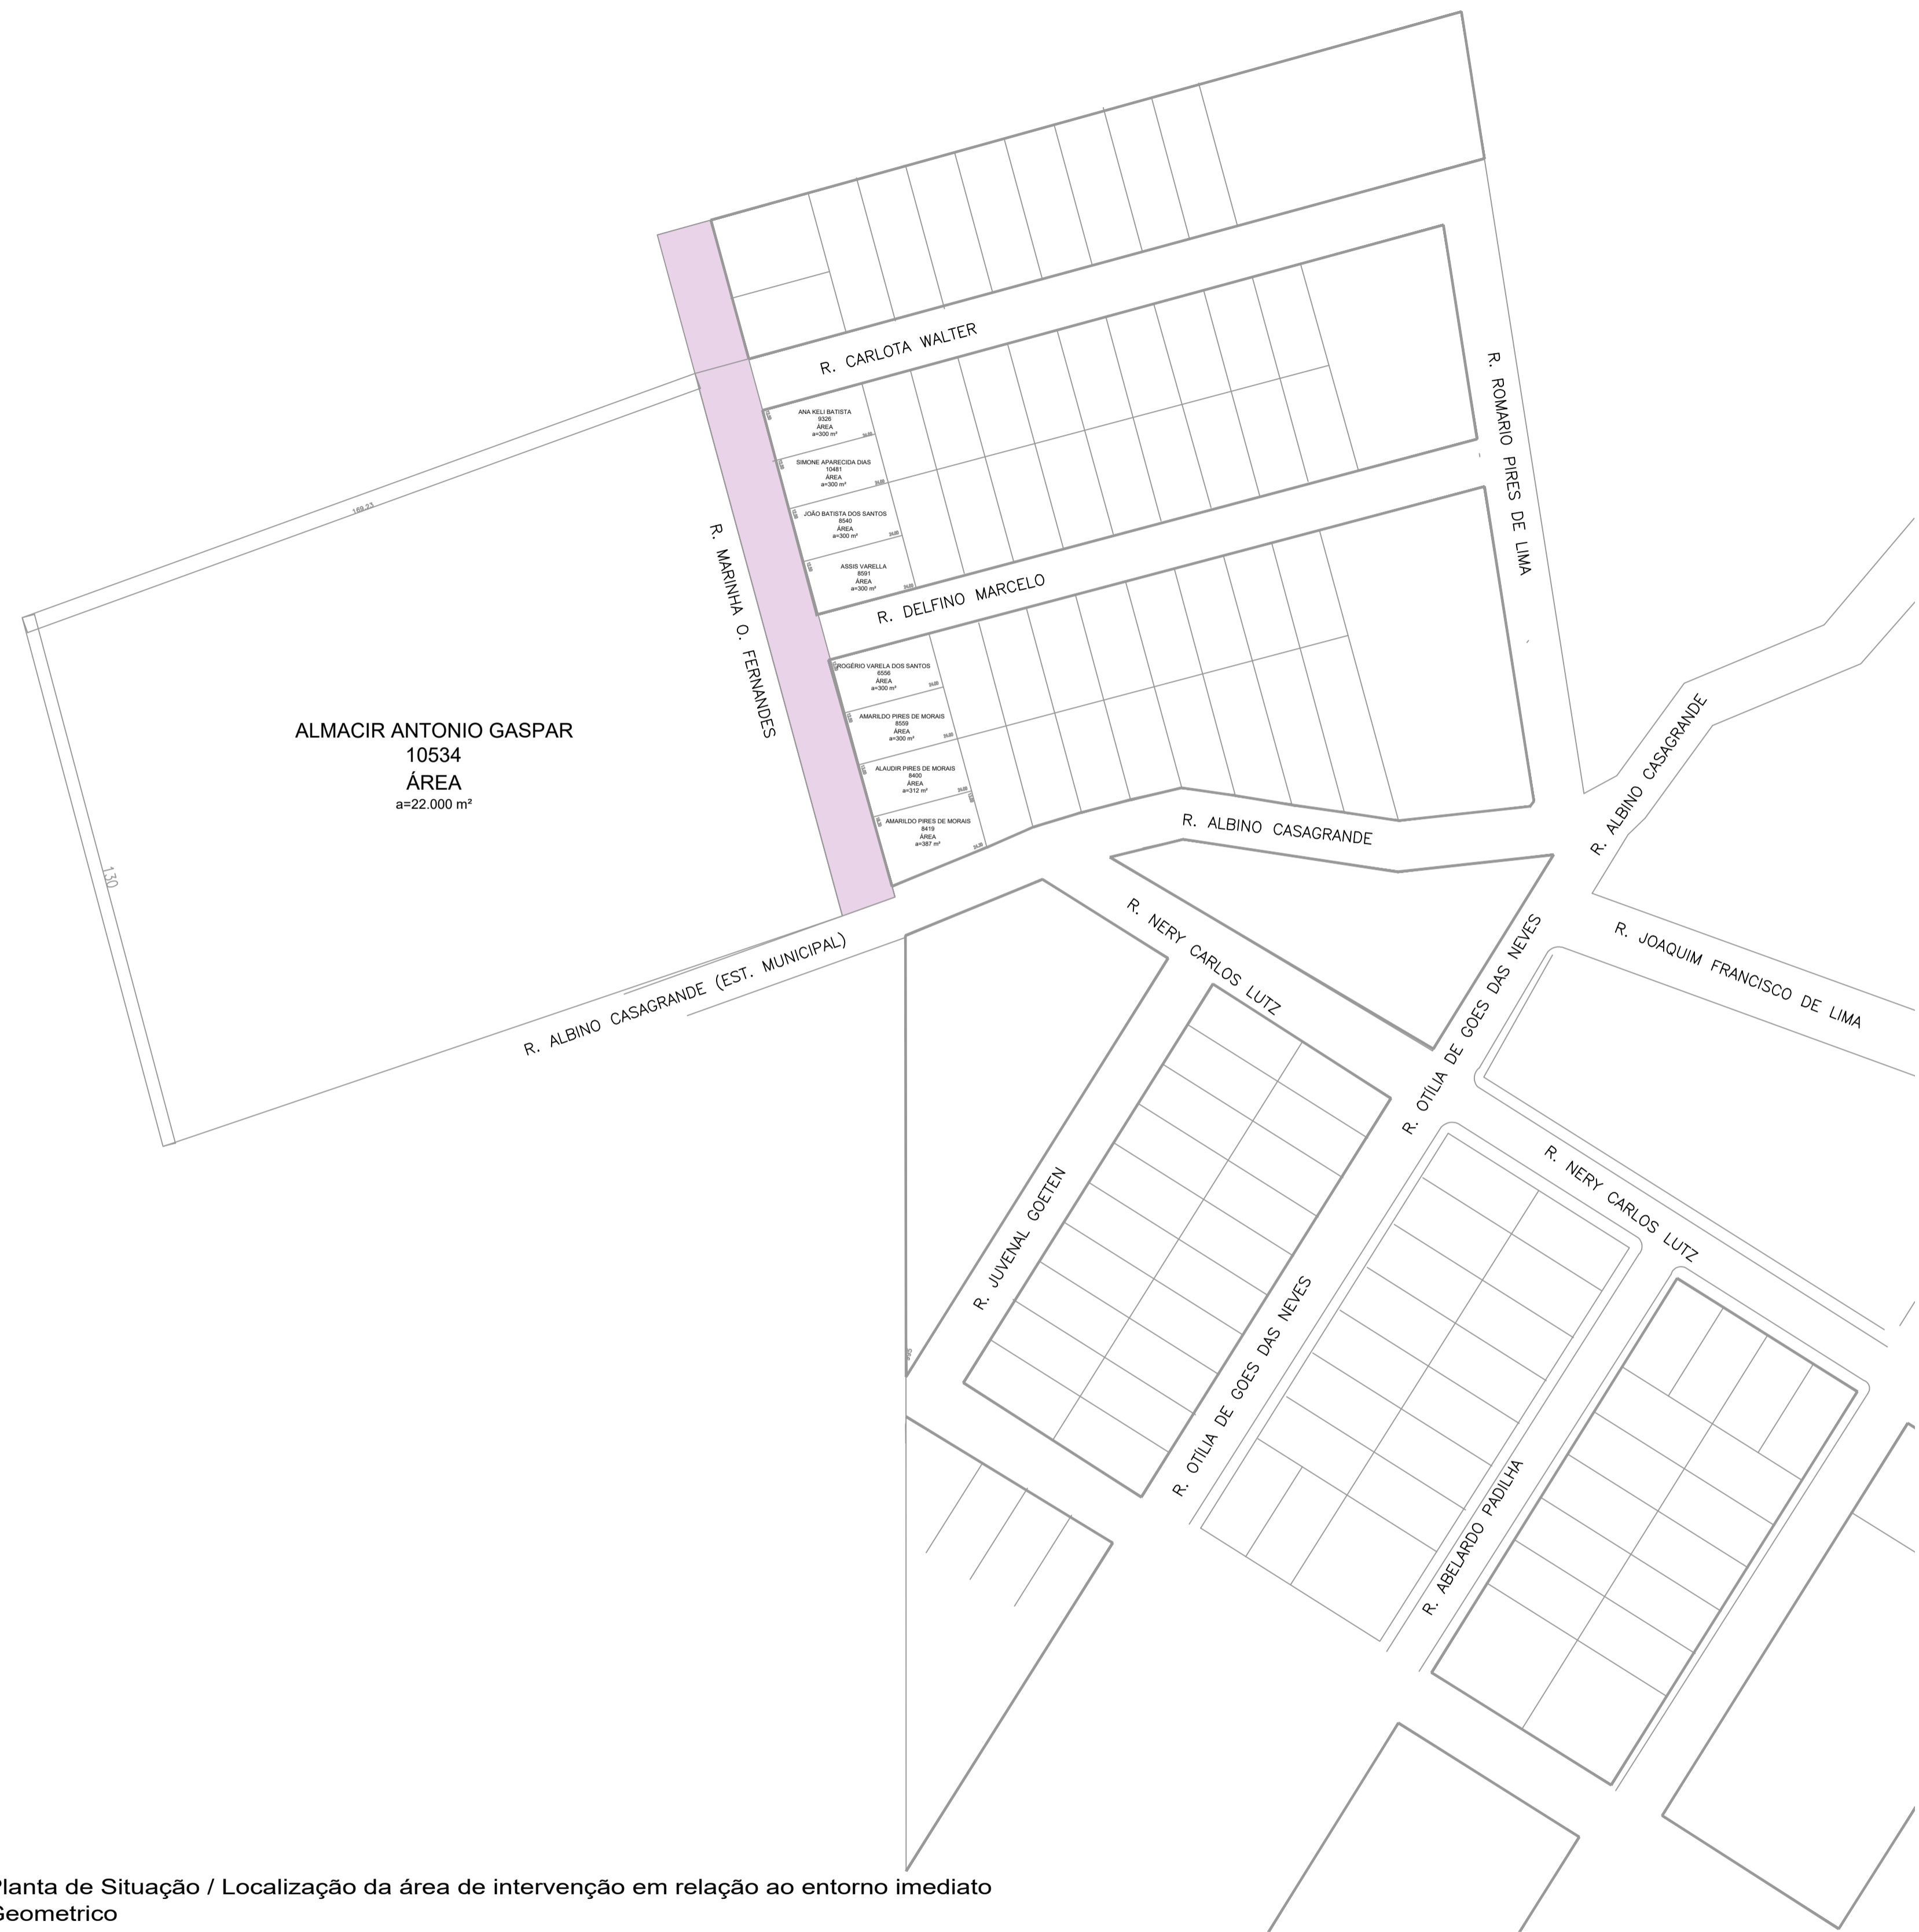 R. CARLOTA WALTER
R. ROMARIO PIRES DE LIMA
ANA KELI BATISTA
9326
ÁREA
a=300 m²
SIMONE APARECIDA DIAS
10481
ÁREA
a=300 m²
JOÃO BATISTA DOS SANTOS
8540
ÁREA
a=300 m²
ASSIS VARELLA
8591
ÁREA
a=300 m²
169.23
R. MARINHA O. FERNANDES
R. DELFINO MARCELO
ROGÉRIO VARELA DOS SANTOS
6556
ÁREA
a=300 m²
AMARILDO PIRES DE MORAIS
8559
ÁREA
a=300 m²
ALAUDIR PIRES DE MORAIS
8400
ÁREA
a=312 m²
AMARILDO PIRES DE MORAIS
8419
ÁREA
a=387 m²
ALMACIR ANTONIO GASPAR
10534
ÁREA
a=22.000 m²
130
R. ALBINO CASAGRANDE
R. ALBINO CASAGRANDE
R. ALBINO CASAGRANDE (EST. MUNICIPAL)
R. NERY CARLOS LUTZ
R. OTÍLIA DE GOES DAS NEVES
R. JOAQUIM FRANCISCO DE LIMA
R. NERY CARLOS LUTZ
R. JUVENAL GOETEN
R. OTÍLIA DE GOES DAS NEVES
R. ABELARDO PADILHA
Planta de Situação / Localização da área de intervenção em relação ao entorno imediato
Geometrico